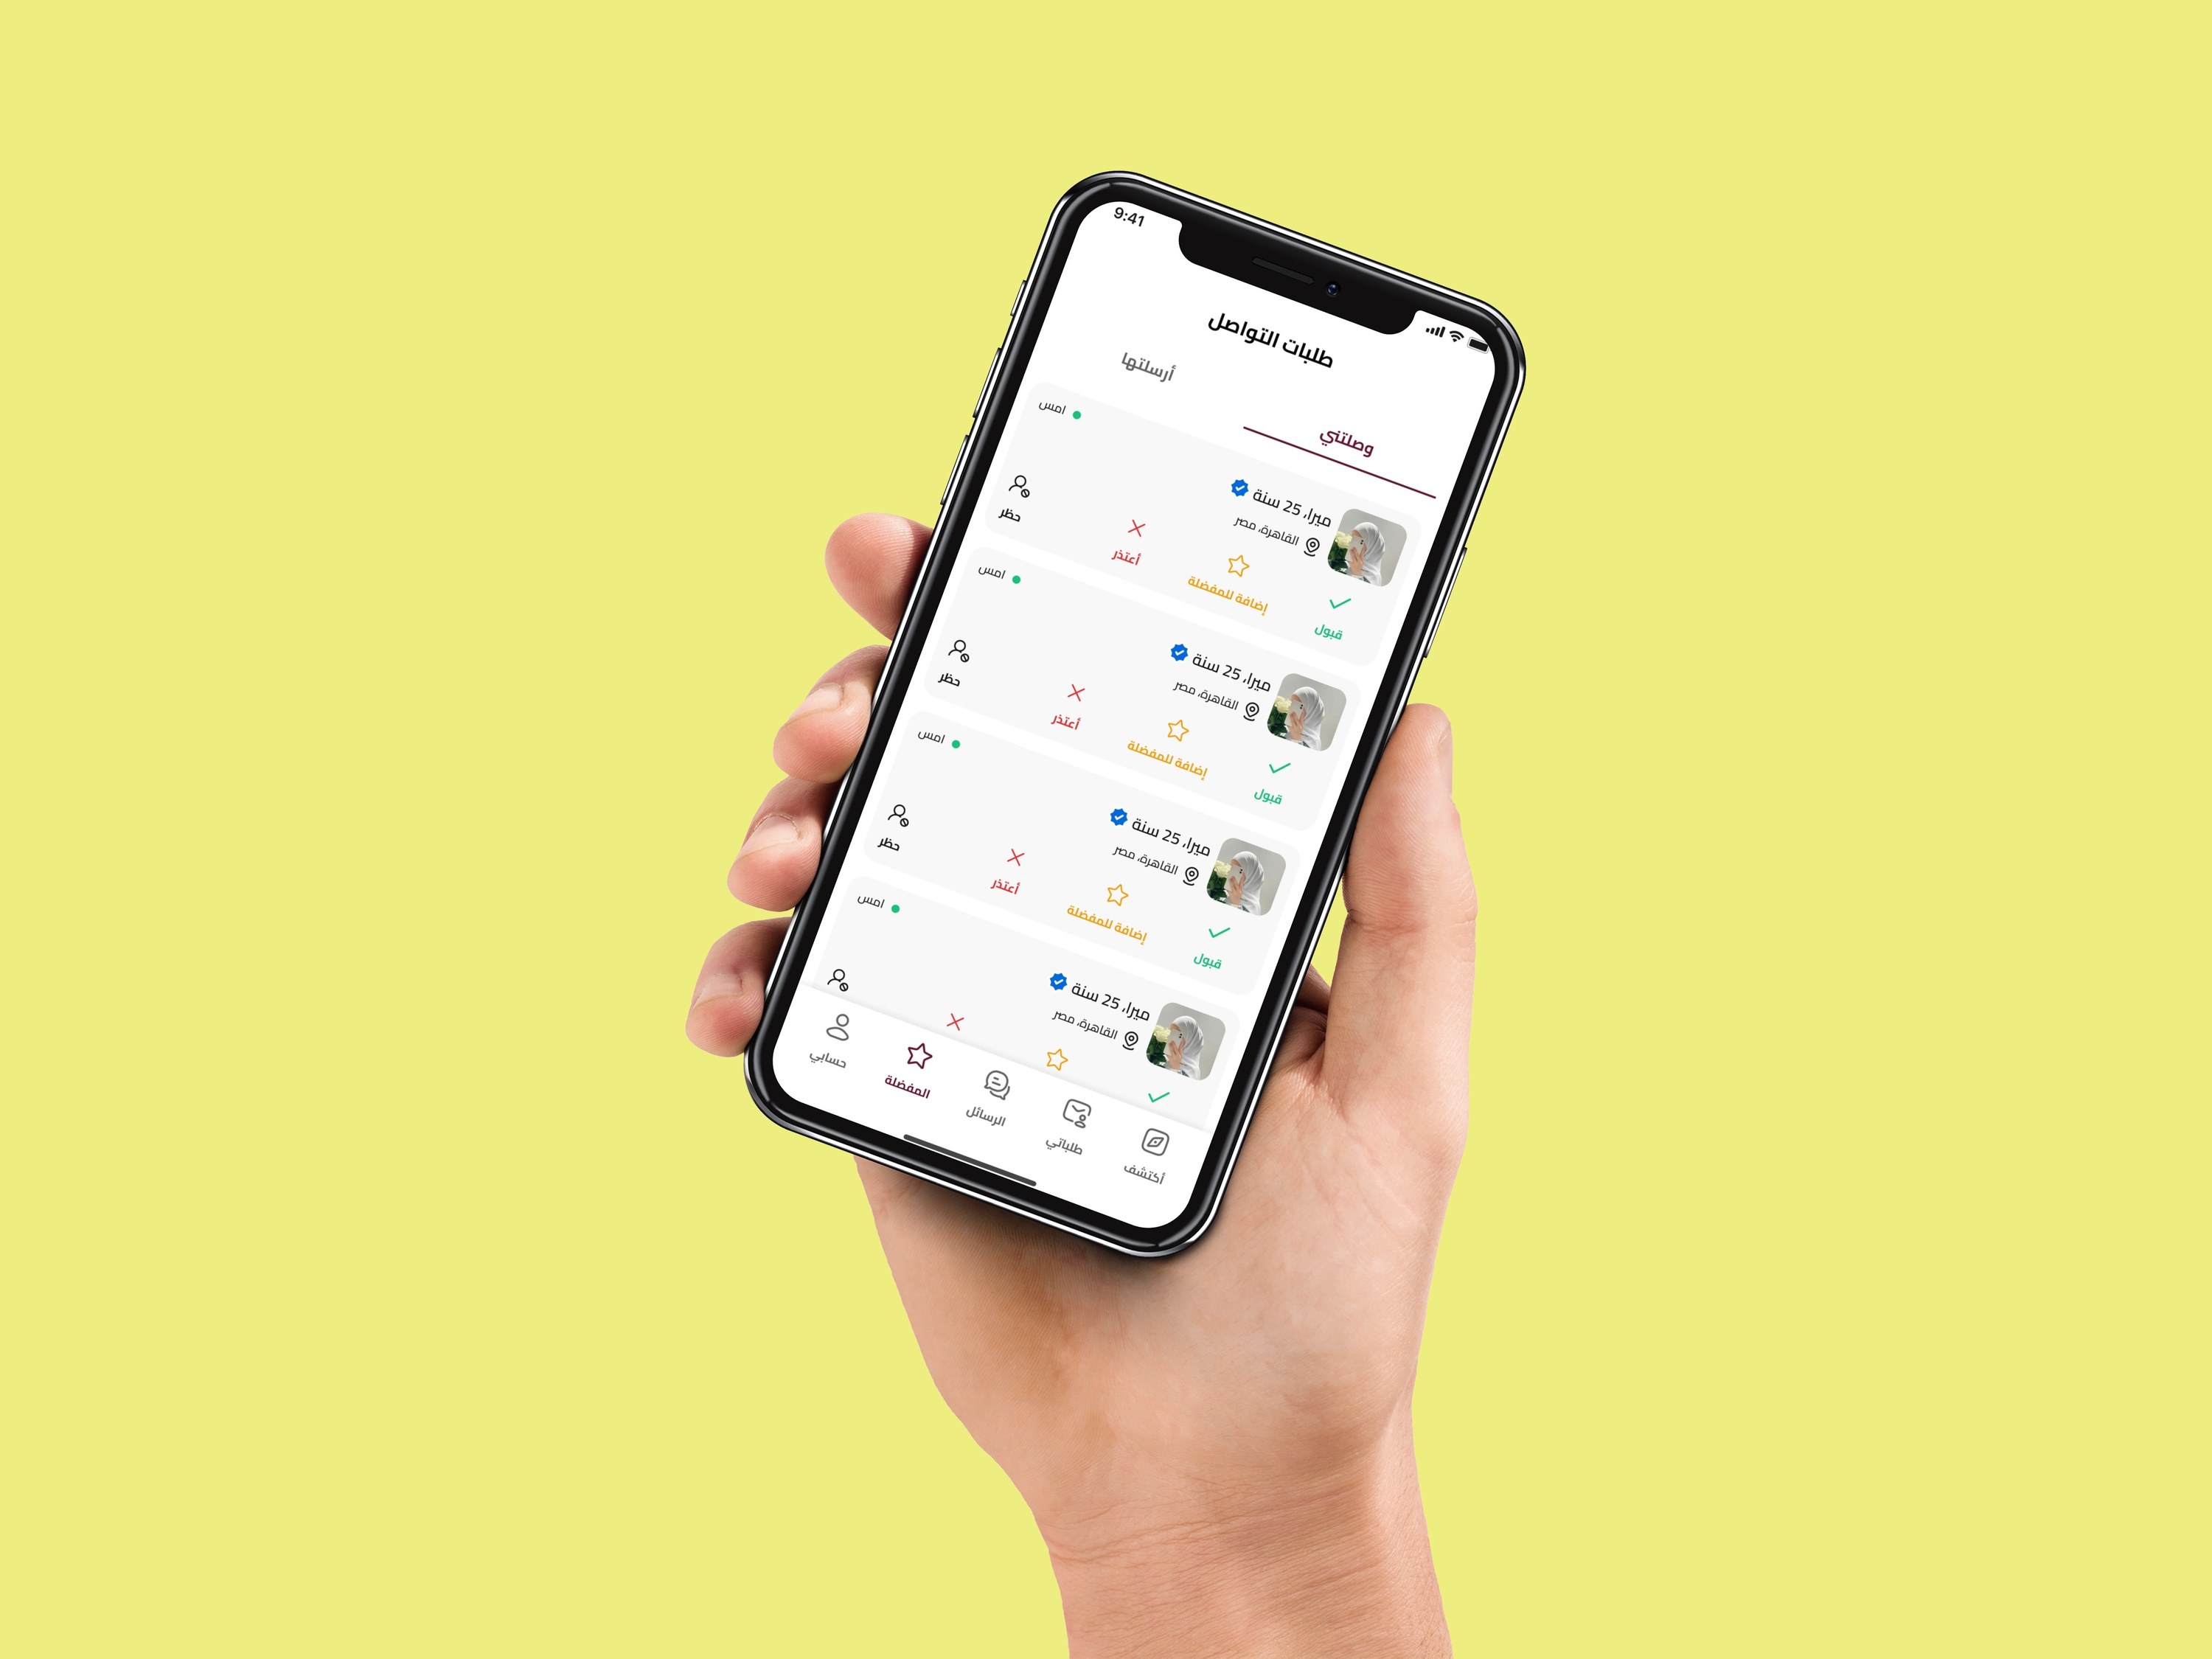 9:41
طلبات التواصل
وصلتني
أرسلتها
ميرا، 25 سنة
امس
القاهرة، مصر
قبول
إضافة للمفضلة
أعتذر
حظر
ميرا، 25 سنة
امس
القاهرة، مصر
قبول
إضافة للمفضلة
أعتذر
حظر
ميرا، 25 سنة
امس
القاهرة، مصر
قبول
إضافة للمفضلة
أعتذر
حظر
ميرا، 25 سنة
امس
القاهرة، مصر
أكتشف
طلباتي
الرسائل
المفضلة
حسابي